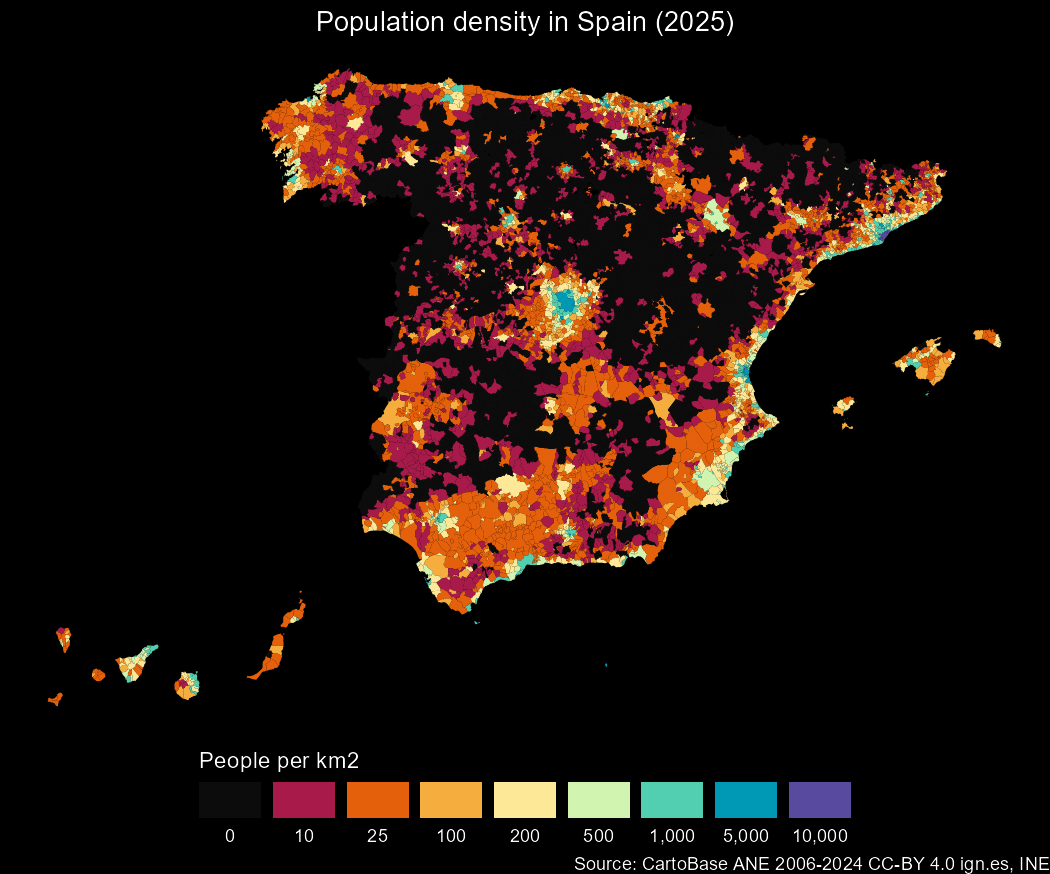 Population density in Spain (2025)
People per km2
0 10 25 100 200 500 1,000 5,000 10,000
Source: CartoBase ANE 2006-2024 CC-BY 4.0 ign.es, INE